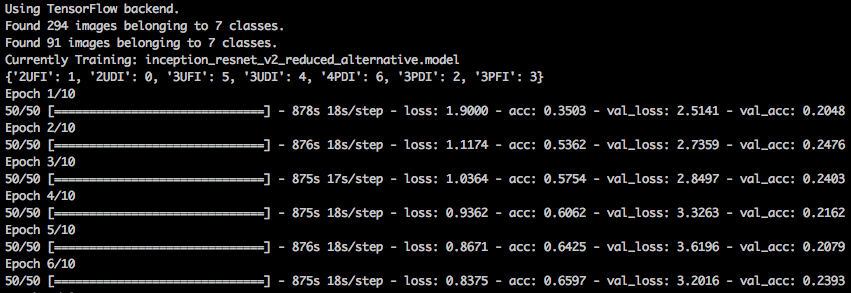 Using TensorFlow backend.
Found 294 images belonging to 7 classes.
Found 91 images belonging to 7 classes.
Currently Training: inception_resnet_v2_reduced_alternative.model
{'2UFI': 1, '2UDI': 0, '3UFI': 5, '3UDI': 4, '4PDI': 6, '3PDI': 2, '3PFI': 3}
Epoch 1/10
50/50 [==============================] - 878s 18s/step - loss: 1.9000 - acc: 0.3503 - val_loss: 2.5141 - val_acc: 0.2048
Epoch 2/10
50/50 [==============================] - 876s 18s/step - loss: 1.1174 - acc: 0.5362 - val_loss: 2.7359 - val_acc: 0.2476
Epoch 3/10
50/50 [==============================] - 875s 17s/step - loss: 1.0364 - acc: 0.5754 - val_loss: 2.8497 - val_acc: 0.2403
Epoch 4/10
50/50 [==============================] - 875s 18s/step - loss: 0.9362 - acc: 0.6062 - val_loss: 3.3263 - val_acc: 0.2162
Epoch 5/10
50/50 [==============================] - 876s 18s/step - loss: 0.8671 - acc: 0.6425 - val_loss: 3.6196 - val_acc: 0.2079
Epoch 6/10
50/50 [==============================] - 875s 18s/step - loss: 0.8375 - acc: 0.6597 - val_loss: 3.2016 - val_acc: 0.2393